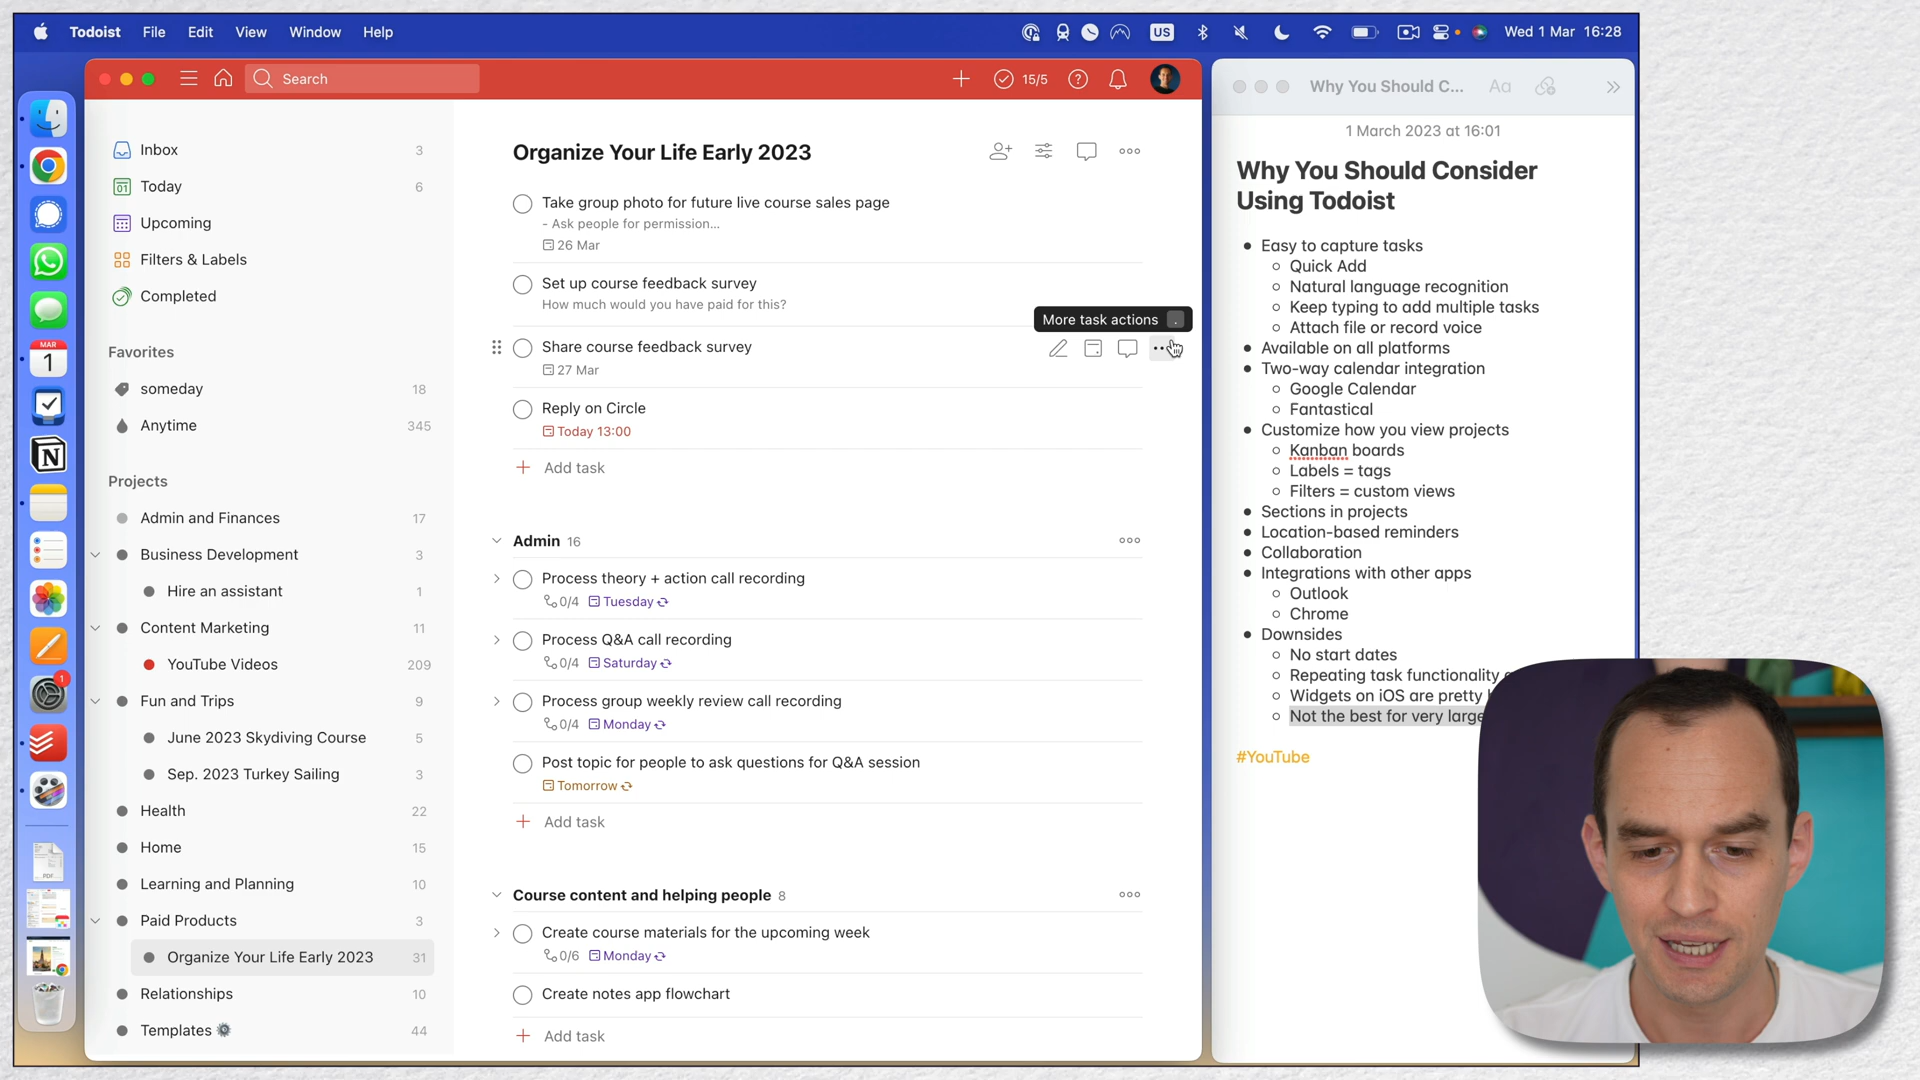 Todoist File Edit View Window Help
US Wed 1 Mar 16:28
Search
15/5
Inbox 3
01 Today 6
Upcoming
Filters & Labels
Completed
Favorites
someday 18
Anytime 345
Projects
Admin and Finances 17
Business Development 3
Hire an assistant 1
Content Marketing 11
YouTube Videos 209
Fun and Trips 9
June 2023 Skydiving Course 5
Sep. 2023 Turkey Sailing 3
Health 22
Home 15
Learning and Planning 10
Paid Products 3
Organize Your Life Early 2023 31
Relationships 10
Templates ⚙️ 44
MAR
1
N
1
PDF
Organize Your Life Early 2023
Take group photo for future live course sales page
- Ask people for permission...
26 Mar
Set up course feedback survey
How much would you have paid for this?
More task actions .
Share course feedback survey
27 Mar
Reply on Circle
Today 13:00
+ Add task
Admin 16
Process theory + action call recording
0/4 Tuesday
Process Q&A call recording
0/4 Saturday
Process group weekly review call recording
0/4 Monday
Post topic for people to ask questions for Q&A session
Tomorrow
+ Add task
Course content and helping people 8
Create course materials for the upcoming week
0/6 Monday
Create notes app flowchart
+ Add task
Why You Should C... Aa
1 March 2023 at 16:01
Why You Should Consider
Using Todoist
• Easy to capture tasks
◦ Quick Add
◦ Natural language recognition
◦ Keep typing to add multiple tasks
◦ Attach file or record voice
• Available on all platforms
• Two-way calendar integration
◦ Google Calendar
◦ Fantastical
• Customize how you view projects
◦ Kanban boards
◦ Labels = tags
◦ Filters = custom views
• Sections in projects
• Location-based reminders
• Collaboration
• Integrations with other apps
◦ Outlook
◦ Chrome
• Downsides
◦ No start dates
◦ Repeating task functionality
◦ Widgets on iOS are pretty
◦ Not the best for very large
#YouTube